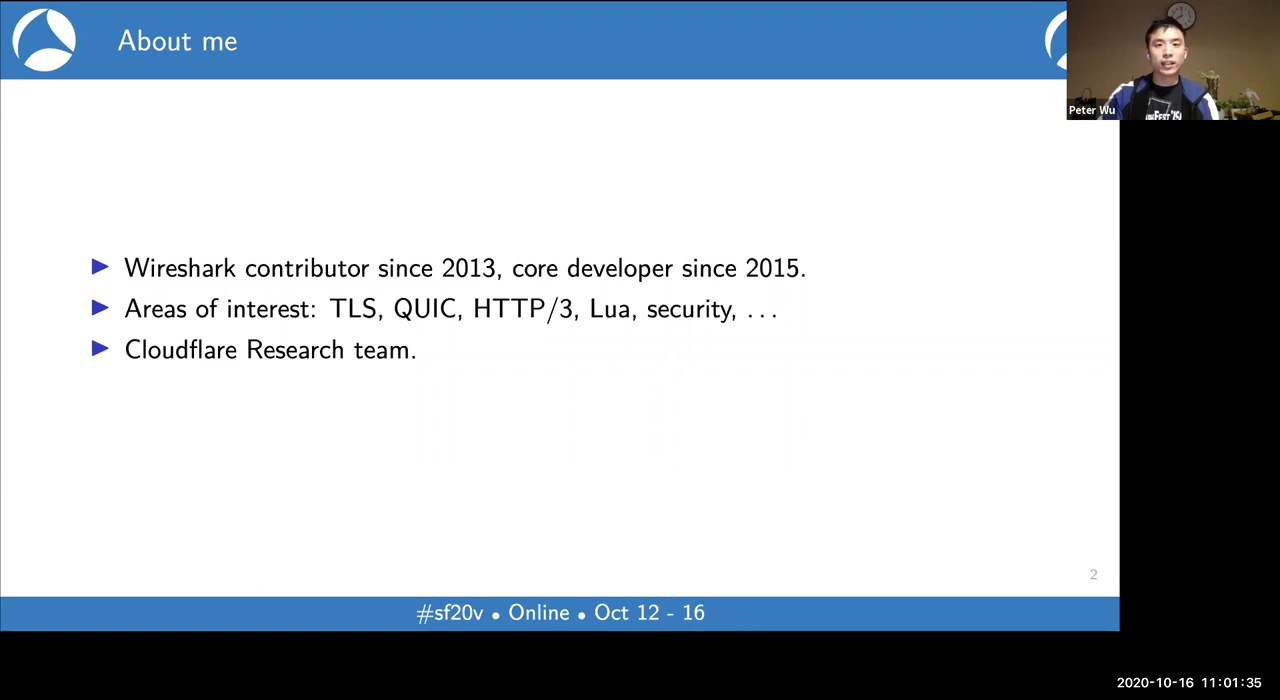 About me
Peter Wu
Wireshark contributor since 2013, core developer since 2015.
Areas of interest: TLS, QUIC, HTTP/3, Lua, security, ...
Cloudflare Research team.
2
#sf20v • Online • Oct 12 - 16
2020-10-16 11:01:35